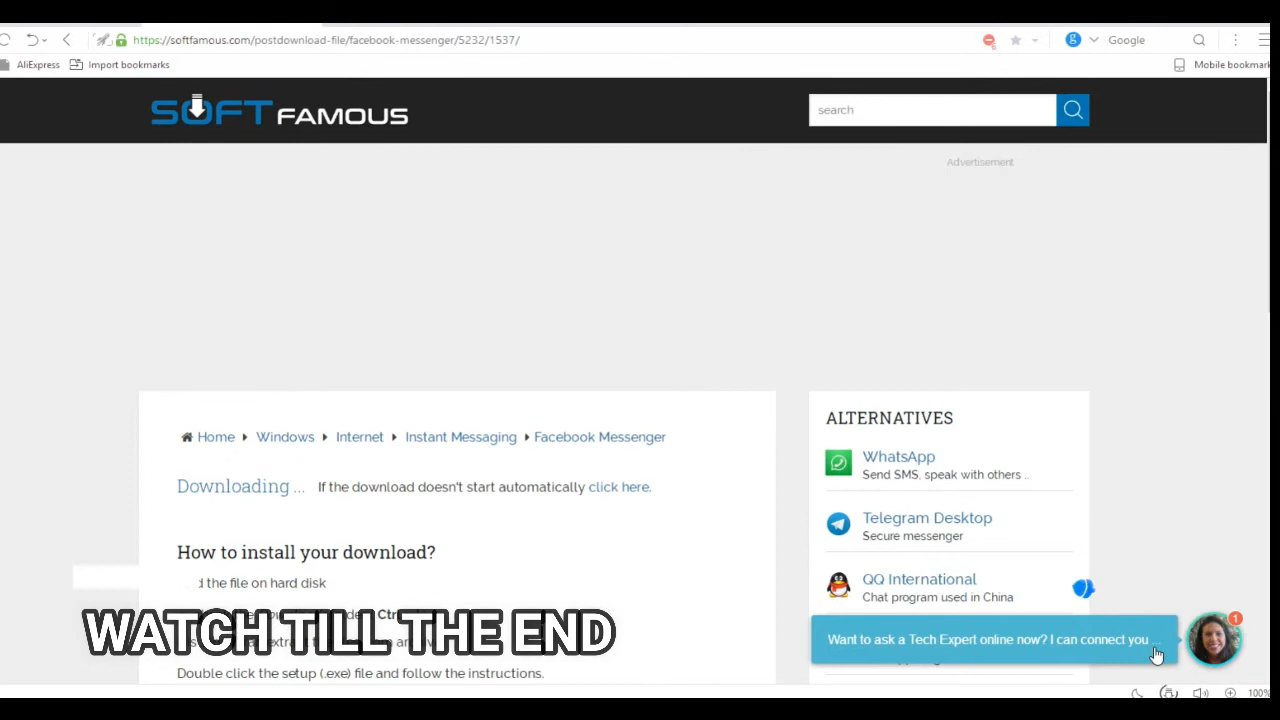 https://softfamous.com/postdownload-file/facebook-messenger/5232/1537/
Google
AliExpress
Import bookmarks
Mobile bookmark
SOFT FAMOUS
search
Advertisement
Home
Windows
Internet
Instant Messaging
Facebook Messenger
Downloading ...
If the download doesn't start automatically click here.
How to install your download?
d the file on hard disk
WATCH TILL THE END
Double click the setup (.exe) file and follow the instructions.
ALTERNATIVES
WhatsApp
Send SMS, speak with others ..
Telegram Desktop
Secure messenger
QQ International
Chat program used in China
Want to ask a Tech Expert online now? I can connect you ...
1
100%